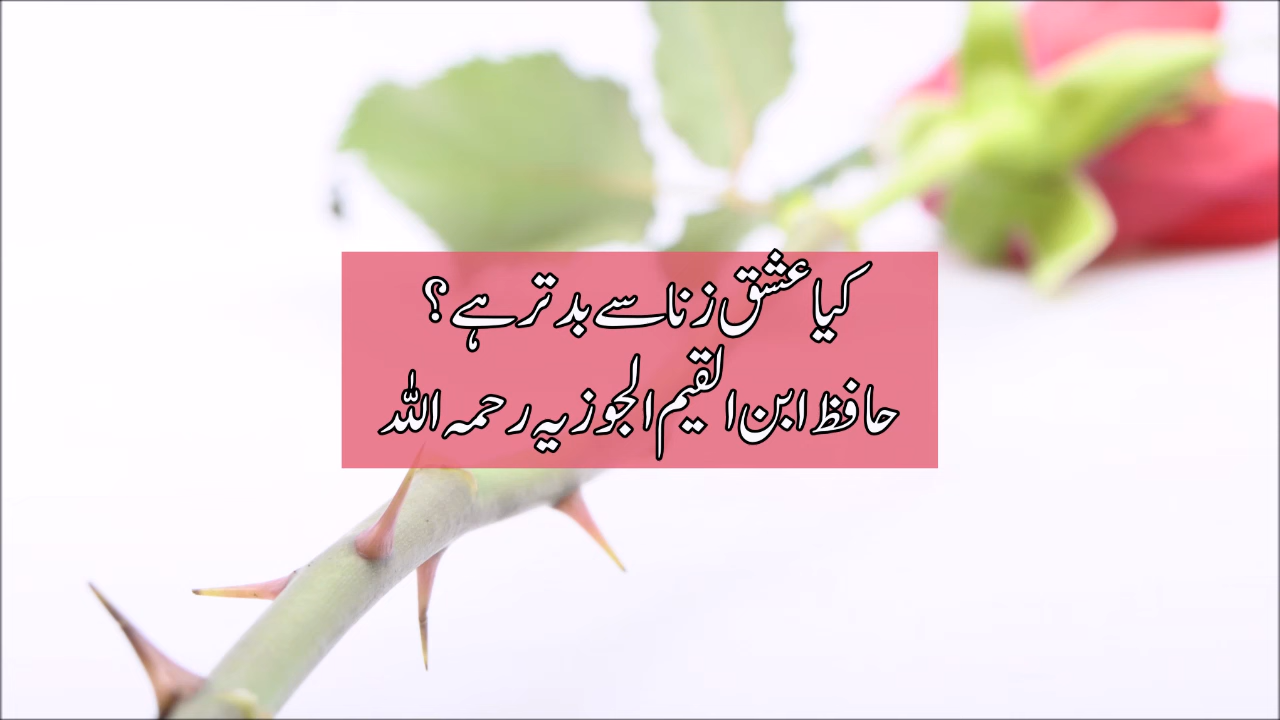 کیا عشق زنا سے بدتر ہے؟
حافظ ابن القیم الجوزیہ رحمہ اللہ